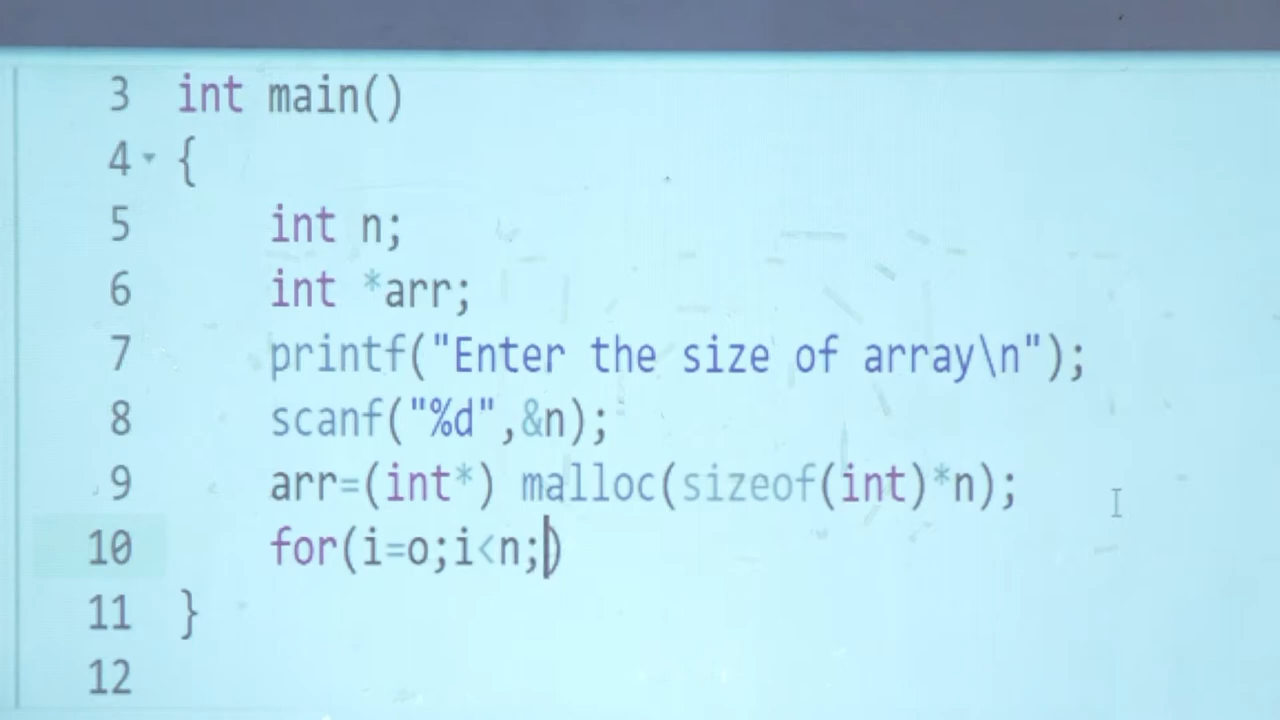 3 int main()
4 {
5 int n;
6 int *arr;
7 printf("Enter the size of array\n");
8 scanf("%d",&n);
9 arr=(int*) malloc(sizeof(int)*n);
10 for(i=o;i<n;)
11 }
12